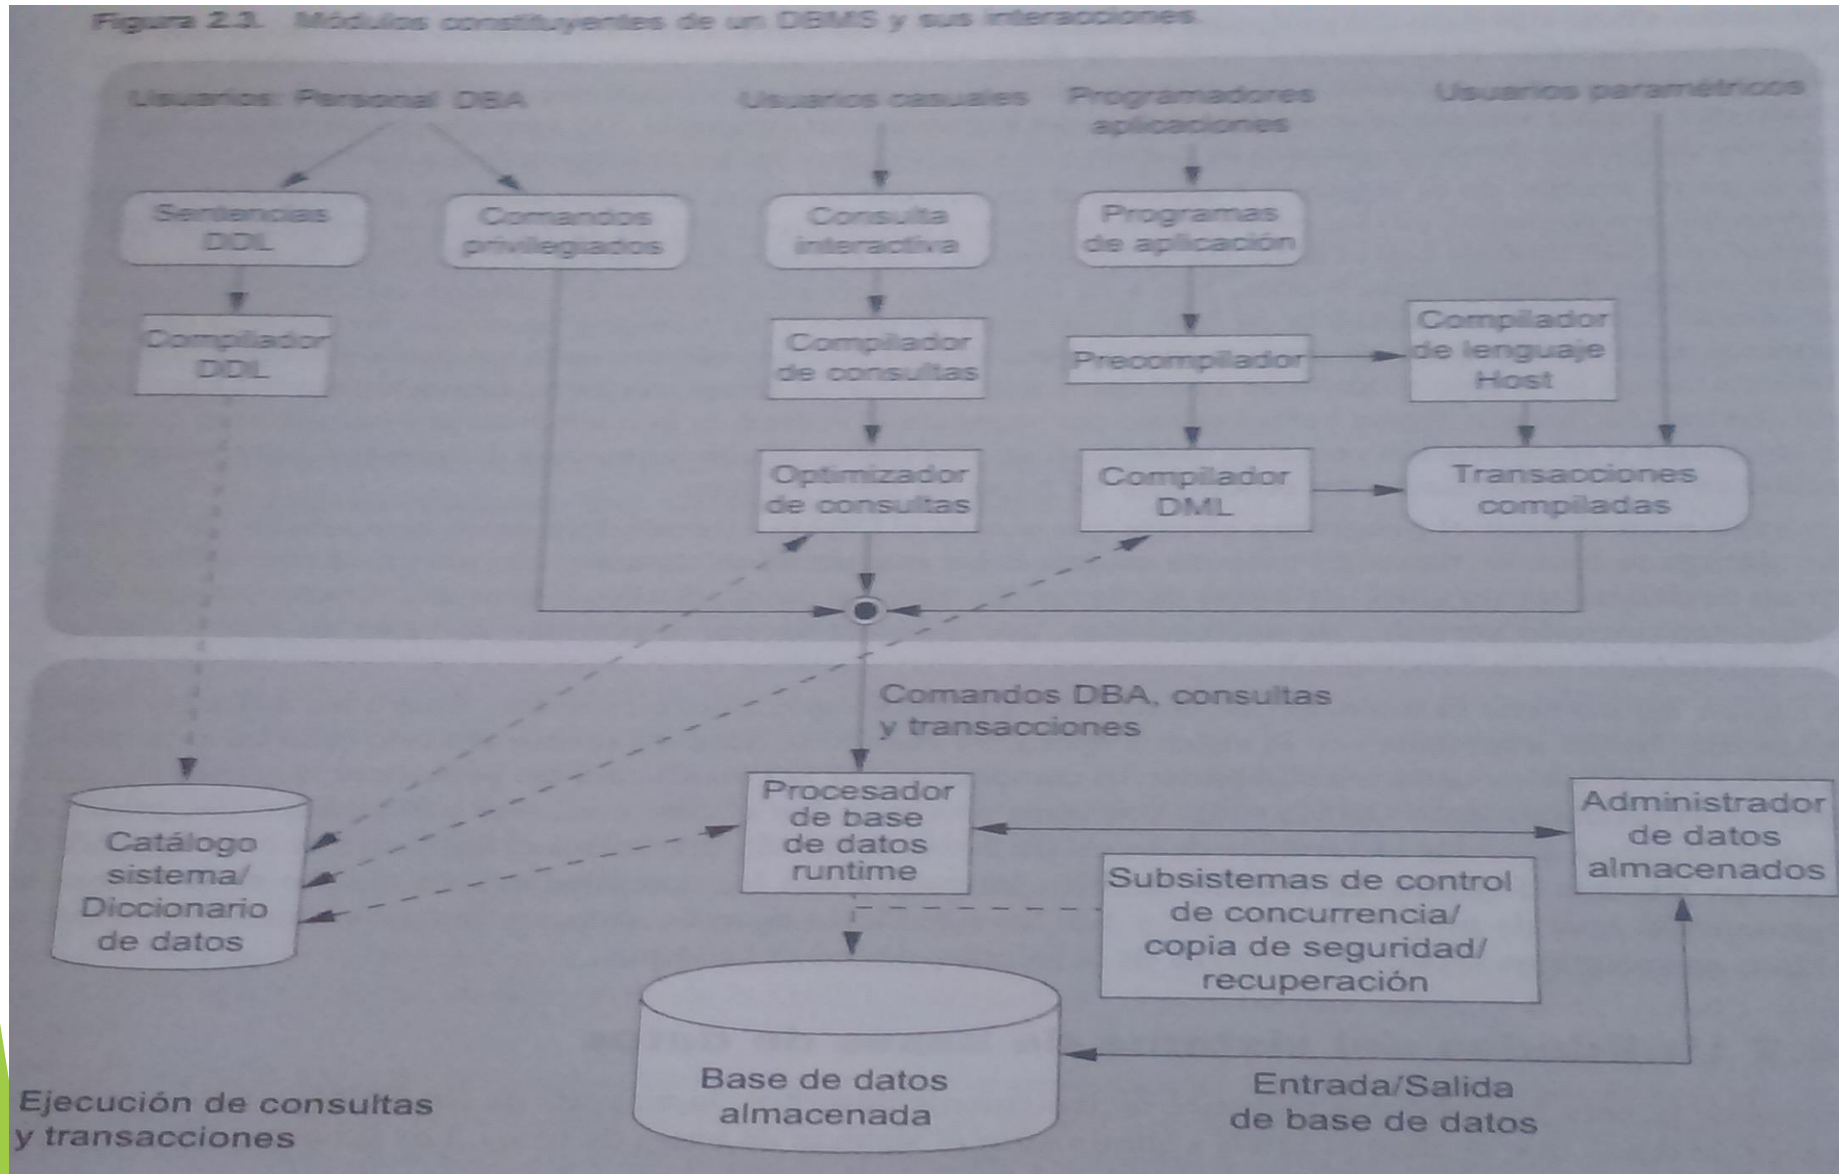 Figura 2.3. Módulos constituyentes de un DBMS y sus interacciones.
Usuarios: Personal DBA
Usuarios casuales
Programadores
aplicaciones
Usuarios paramétricos
Sentencias
DDL
Comandos
privilegiados
Consulta
interactiva
Programas
de aplicación
Compilador
DDL
Compilador
de consultas
Precompilador
Compilador
de lenguaje
Host
Optimizador
de consultas
Compilador
DML
Transacciones
compiladas
Comandos DBA, consultas
y transacciones
Catálogo
sistema/
Diccionario
de datos
Procesador
de base
de datos
runtime
Administrador
de datos
almacenados
Subsistemas de control
de concurrencia/
copia de seguridad/
recuperación
Base de datos
almacenada
Entrada/Salida
de base de datos
Ejecución de consultas
y transacciones